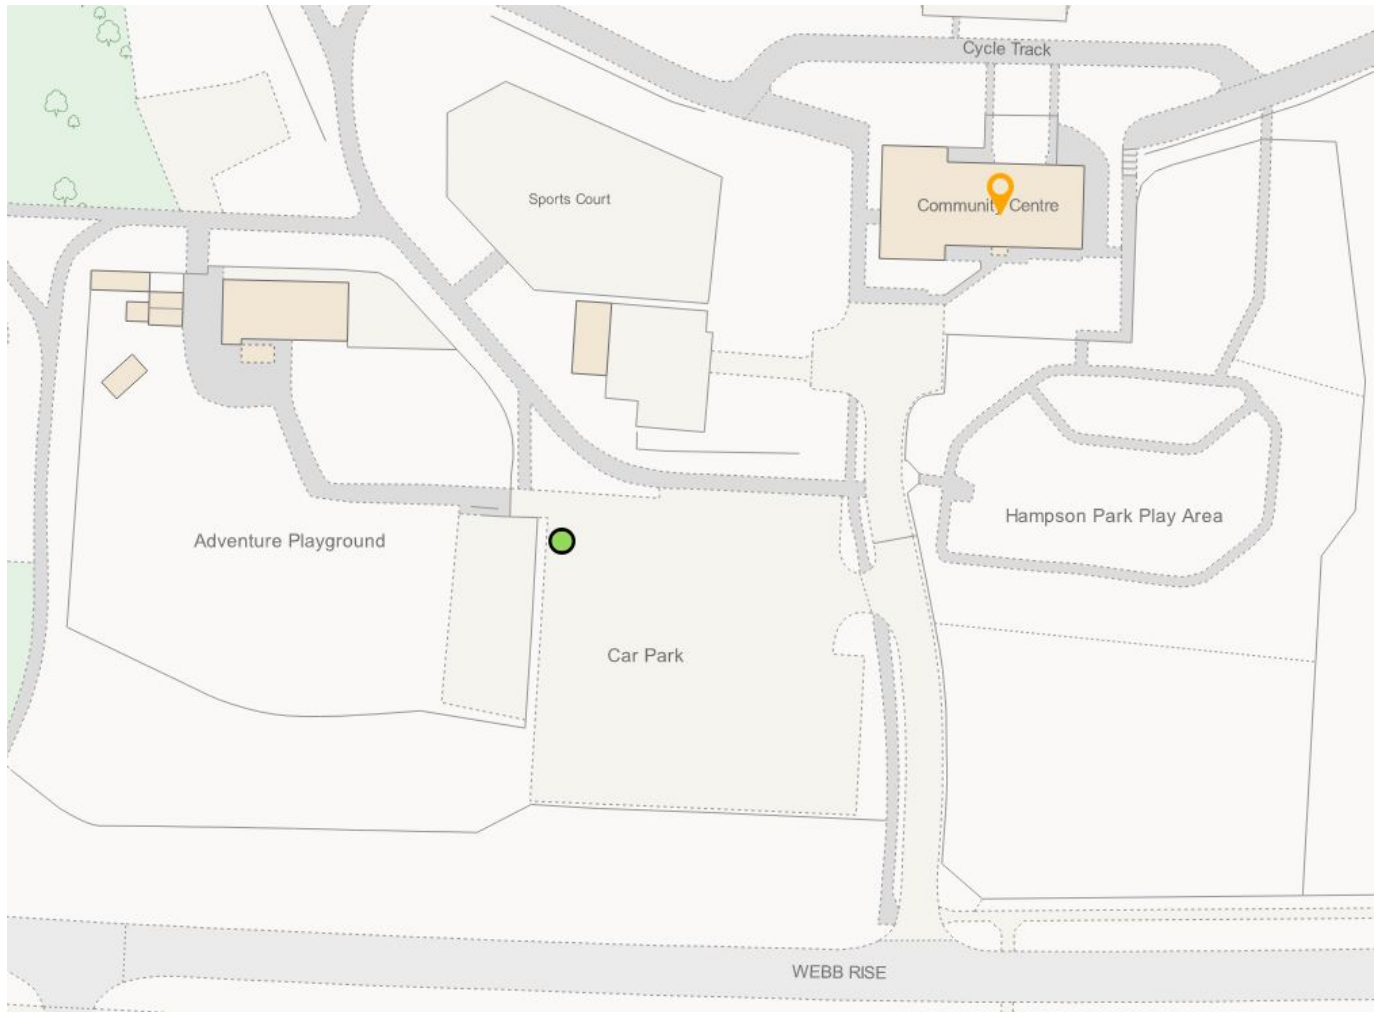 Cycle Track
Sports Court
Community Centre
Adventure Playground
Hampson Park Play Area
Car Park
WEBB RISE